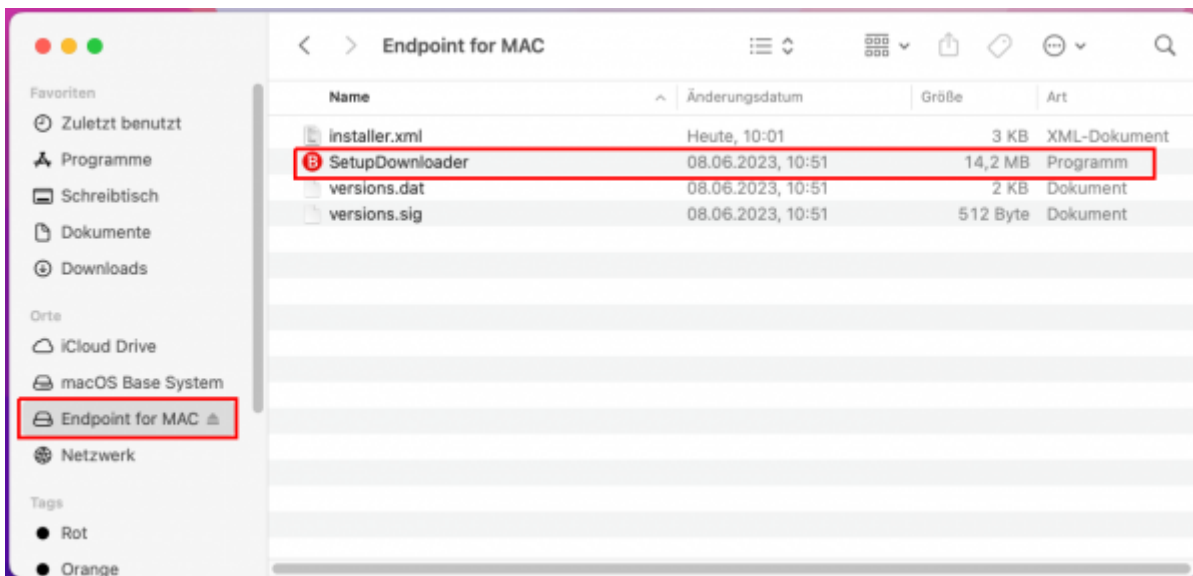 Endpoint for MAC
Favoriten
Zuletzt benutzt
Programme
Schreibtisch
Dokumente
Downloads
Orte
iCloud Drive
macOS Base System
Endpoint for MAC
Netzwerk
Tags
Rot
Orange
Name Änderungsdatum Größe Art
installer.xml Heute, 10:01 3 KB XML-Dokument
B SetupDownloader 08.06.2023, 10:51 14,2 MB Programm
versions.dat 08.06.2023, 10:51 2 KB Dokument
versions.sig 08.06.2023, 10:51 512 Byte Dokument